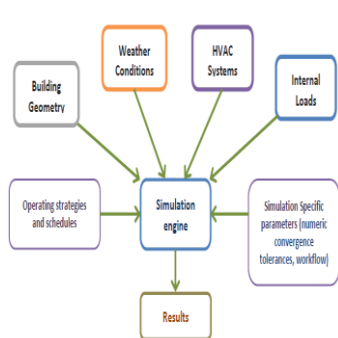 Weather
Conditions
HVAC
Systems
Building
Geometry
Internal
Loads
Operating strategies
and schedules
Simulation
engine
Simulation Specific
parameters (numeric
convergence
tolerances, workflow)
Results